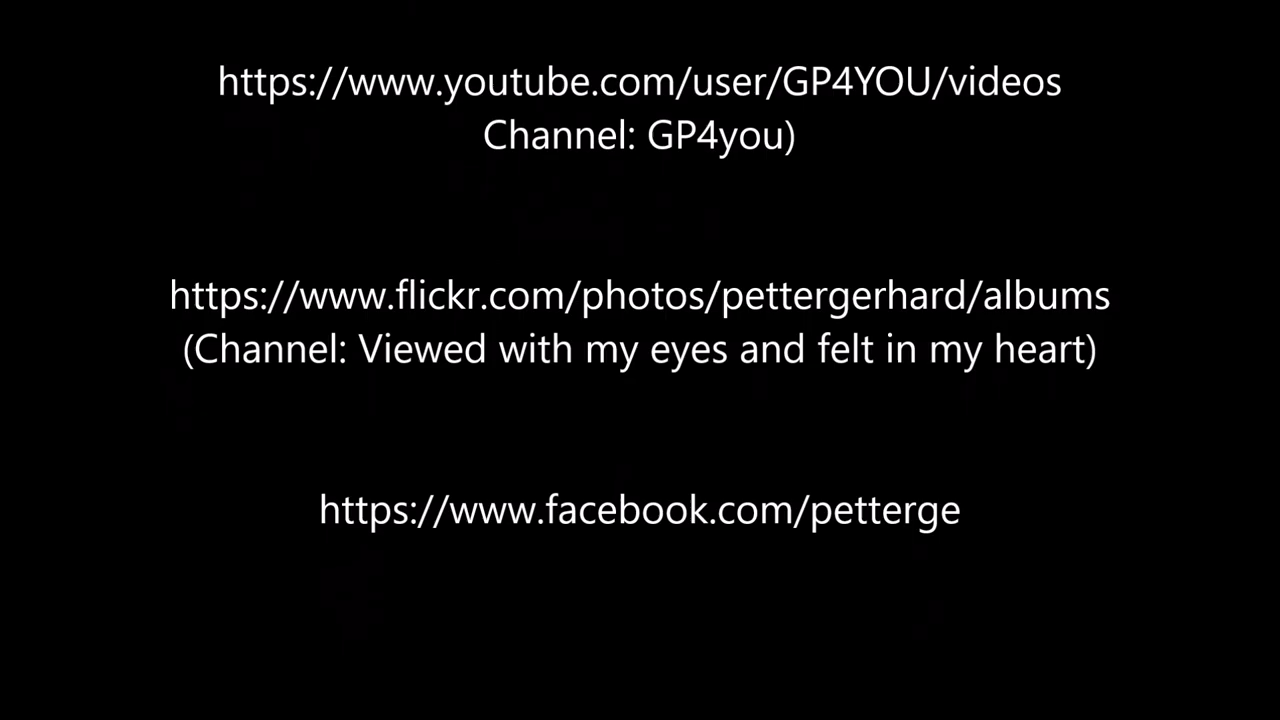 https://www.youtube.com/user/GP4YOU/videos
Channel: GP4you)
https://www.flickr.com/photos/pettergerhard/albums
(Channel: Viewed with my eyes and felt in my heart)
https://www.facebook.com/petterge